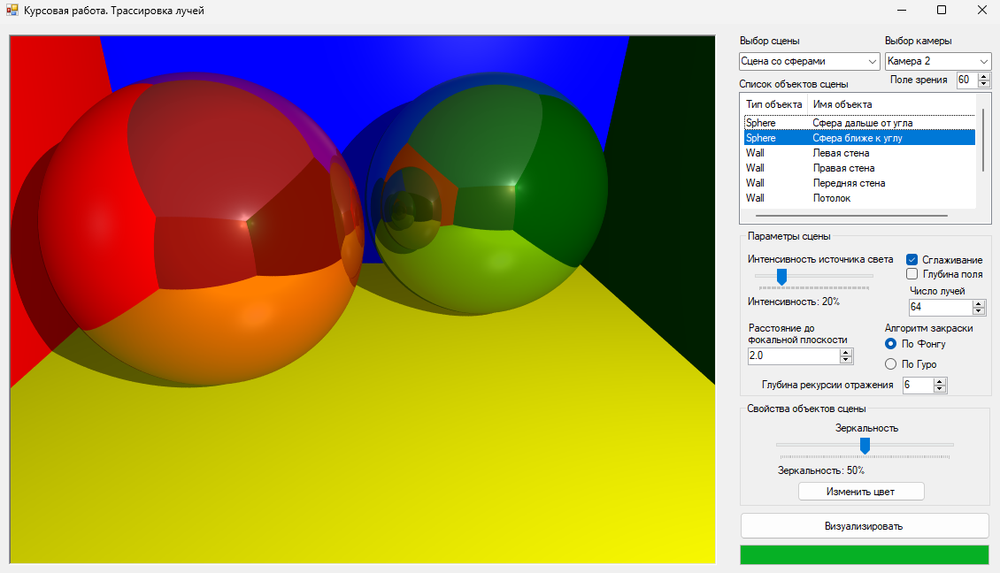 Курсовая работа. Трассировка лучей
Выбор сцены
Выбор камеры
Сцена со сферами
Камера 2
Поле зрения 60
Список объектов сцены
Тип объекта Имя объекта
Sphere Сфера дальше от угла
Sphere Сфера ближе к углу
Wall Левая стена
Wall Правая стена
Wall Передняя стена
Wall Потолок
Параметры сцены
Интенсивность источника света
Сглаживание
Глубина поля
Число лучей
Интенсивность: 20%
64
Расстояние до
фокальной плоскости
2.0
Алгоритм закраски
По Фонгу
По Гуро
Глубина рекурсии отражения 6
Свойства объектов сцены
Зеркальность
Зеркальность: 50%
Изменить цвет
Визуализировать